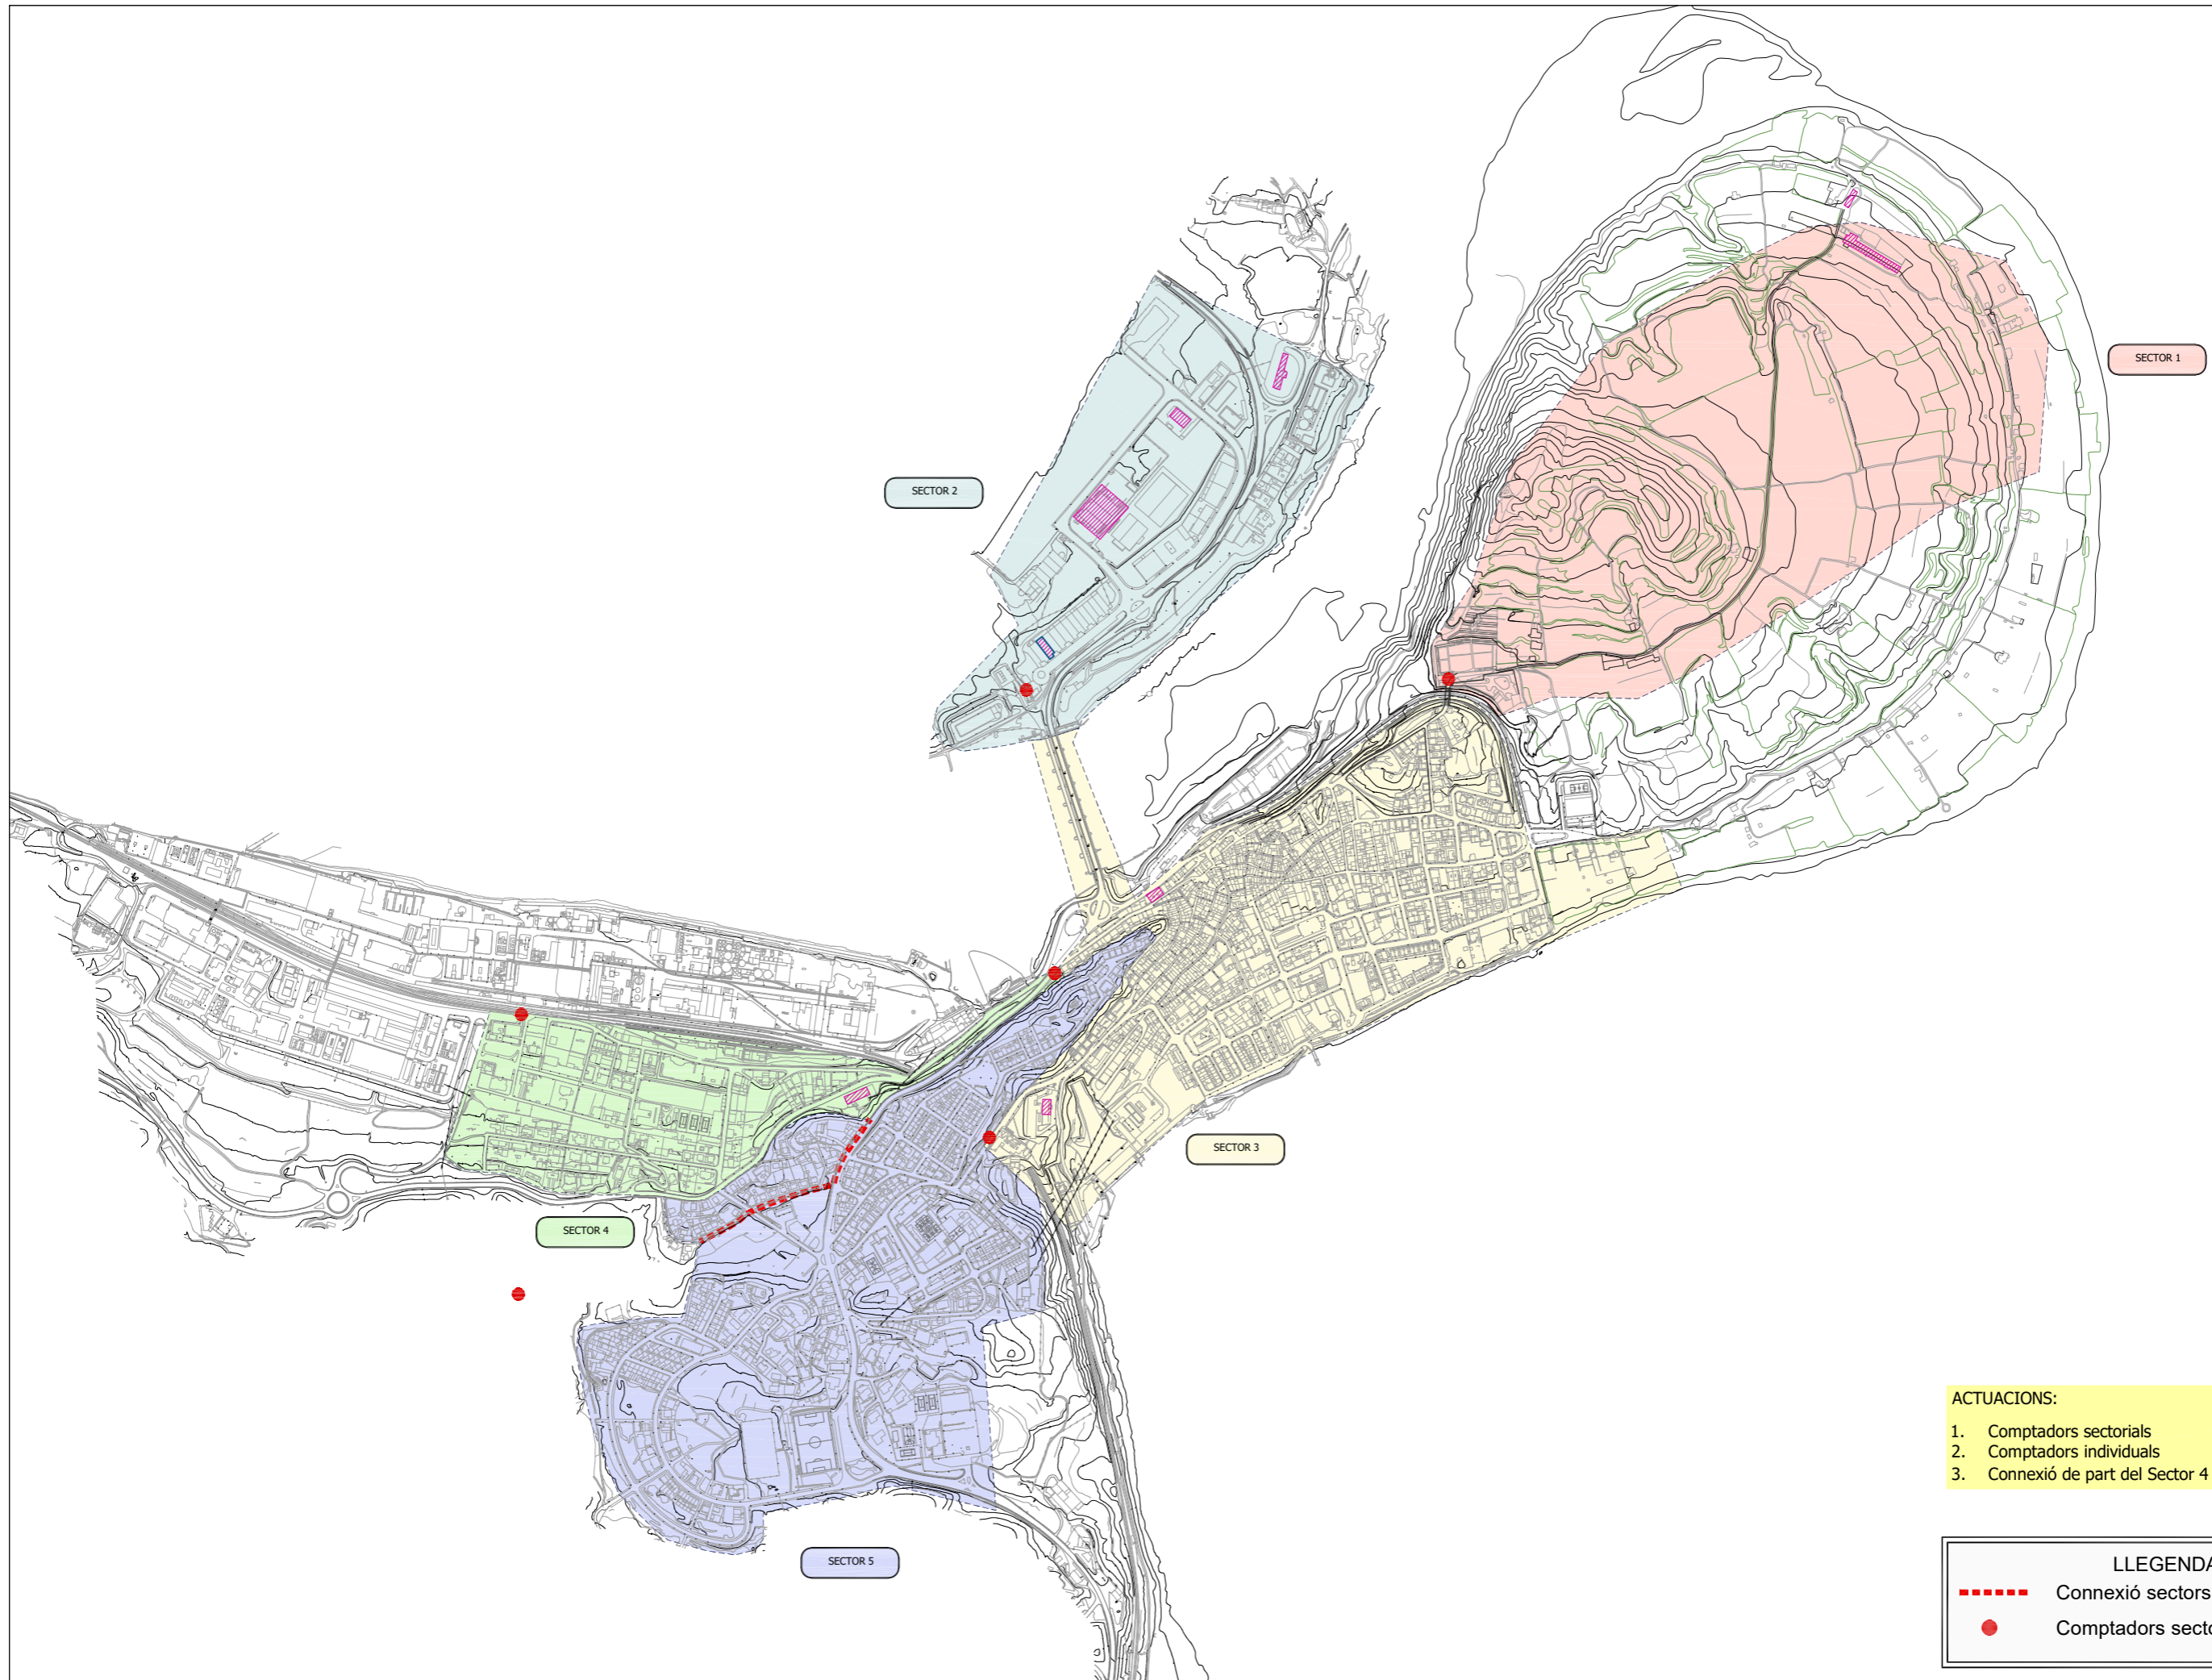 SECTOR 1
SECTOR 2
SECTOR 3
SECTOR 4
SECTOR 5
ACTUACIONS:
1. Comptadors sectorials
2. Comptadors individuals
3. Connexió de part del Sector 4
LLEGENDA
Connexió sectors
Comptadors